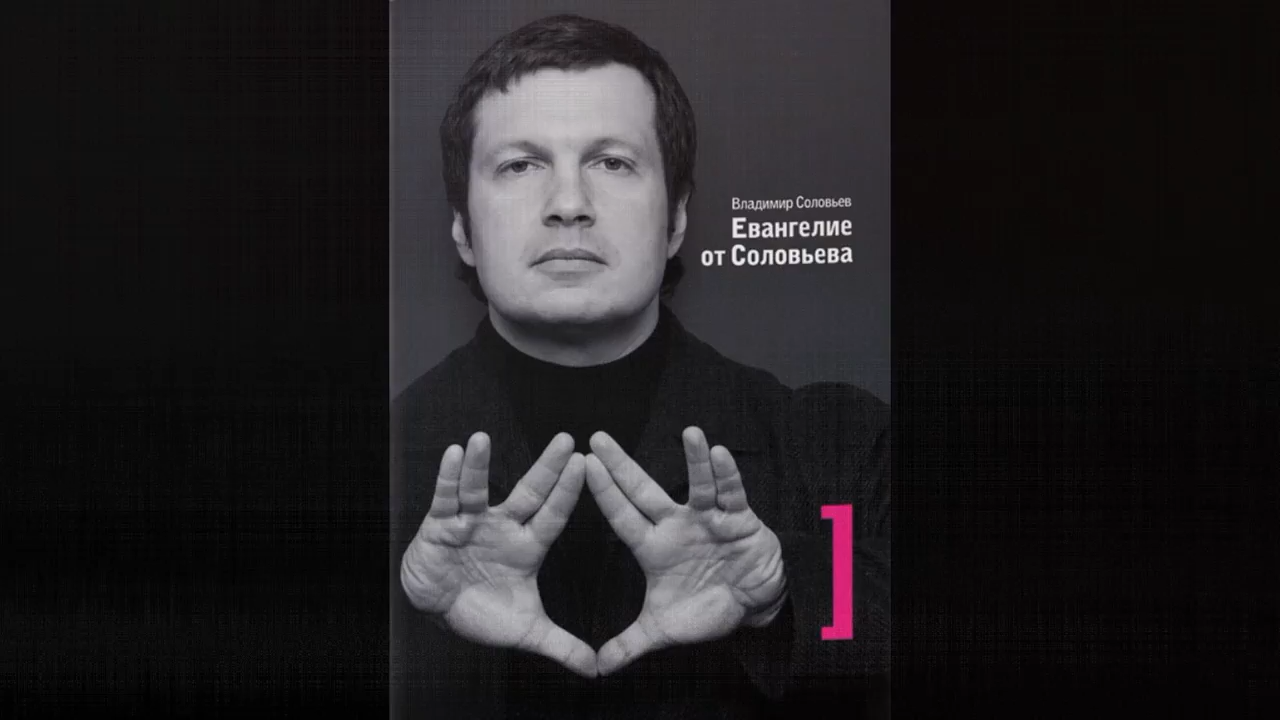 Владимир Соловьев
Евангелие
от Соловьева
]